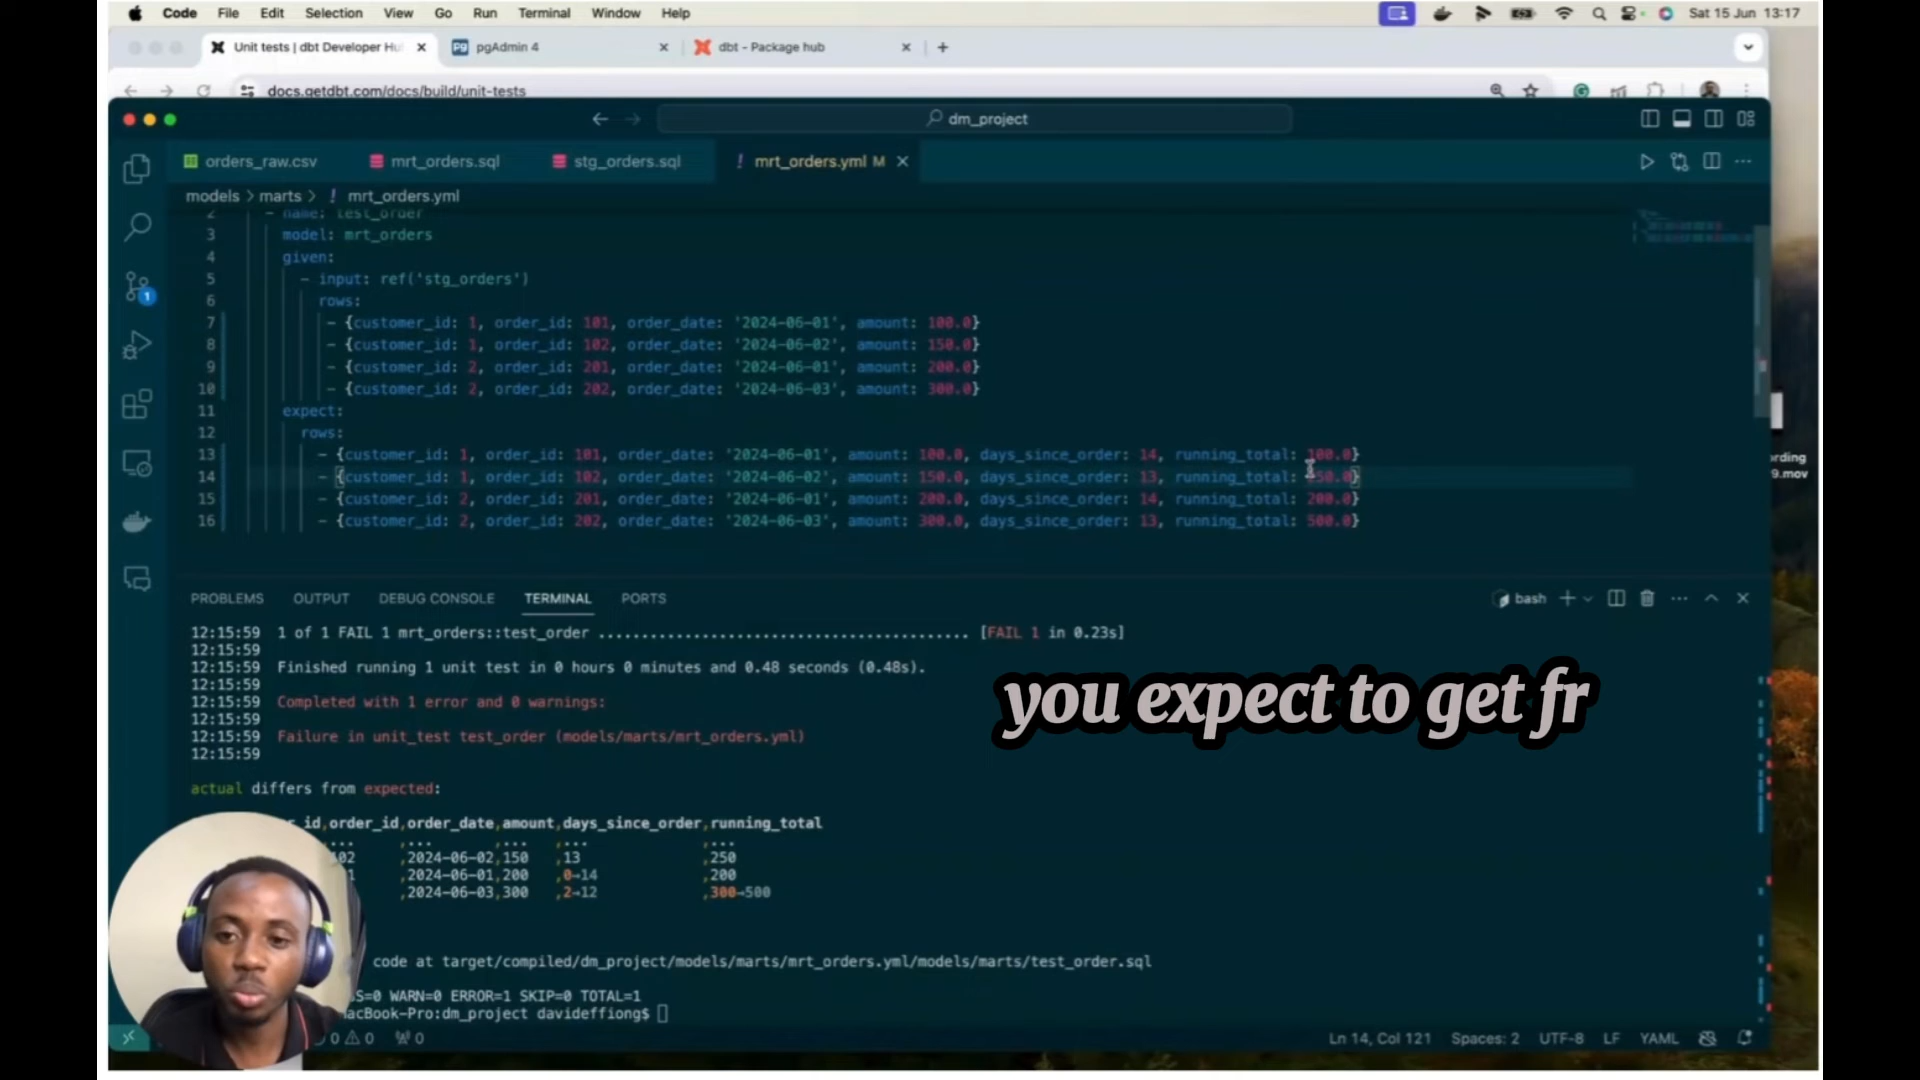 Code File Edit Selection View Go Run Terminal Window Help Sat 15 Jun 13:17
Unit tests | dbt Developer Hu pgAdmin 4 dbt - Package hub
docs.getdbt.com/docs/build/unit-tests
dm_project
orders_raw.csv mrt_orders.sql stg_orders.sql ! mrt_orders.yml M
models > marts > ! mrt_orders.yml
2 - name: test_order
3 model: mrt_orders
4 given:
5 - input: ref('stg_orders')
6 rows:
7 - {customer_id: 1, order_id: 101, order_date: '2024-06-01', amount: 100.0}
8 - {customer_id: 1, order_id: 102, order_date: '2024-06-02', amount: 150.0}
9 - {customer_id: 2, order_id: 201, order_date: '2024-06-01', amount: 200.0}
10 - {customer_id: 2, order_id: 202, order_date: '2024-06-03', amount: 300.0}
11 expect:
12 rows:
13 - {customer_id: 1, order_id: 101, order_date: '2024-06-01', amount: 100.0, days_since_order: 14, running_total: 100.0}
14 - {customer_id: 1, order_id: 102, order_date: '2024-06-02', amount: 150.0, days_since_order: 13, running_total: 250.0}
15 - {customer_id: 2, order_id: 201, order_date: '2024-06-01', amount: 200.0, days_since_order: 14, running_total: 200.0}
16 - {customer_id: 2, order_id: 202, order_date: '2024-06-03', amount: 300.0, days_since_order: 13, running_total: 500.0}
rding
9.mov
PROBLEMS OUTPUT DEBUG CONSOLE TERMINAL PORTS bash
12:15:59 1 of 1 FAIL 1 mrt_orders::test_order ........................................... [FAIL 1 in 0.23s]
12:15:59
12:15:59 Finished running 1 unit test in 0 hours 0 minutes and 0.48 seconds (0.48s).
12:15:59
12:15:59 Completed with 1 error and 0 warnings:
12:15:59
12:15:59 Failure in unit_test test_order (models/marts/mrt_orders.yml)
12:15:59
you expect to get fr
actual differs from expected:
_id,order_id,order_date,amount,days_since_order,running_total
... ,... ,... ,... ,...
102 ,2024-06-02,150 ,13 ,250
1 ,2024-06-01,200 ,0→14 ,200
,2024-06-03,300 ,2→12 ,300→500
code at target/compiled/dm_project/models/marts/mrt_orders.yml/models/marts/test_order.sql
S=0 WARN=0 ERROR=1 SKIP=0 TOTAL=1
acBook-Pro:dm_project davideffiong$
0 0 0 Ln 14, Col 121 Spaces: 2 UTF-8 LF YAML